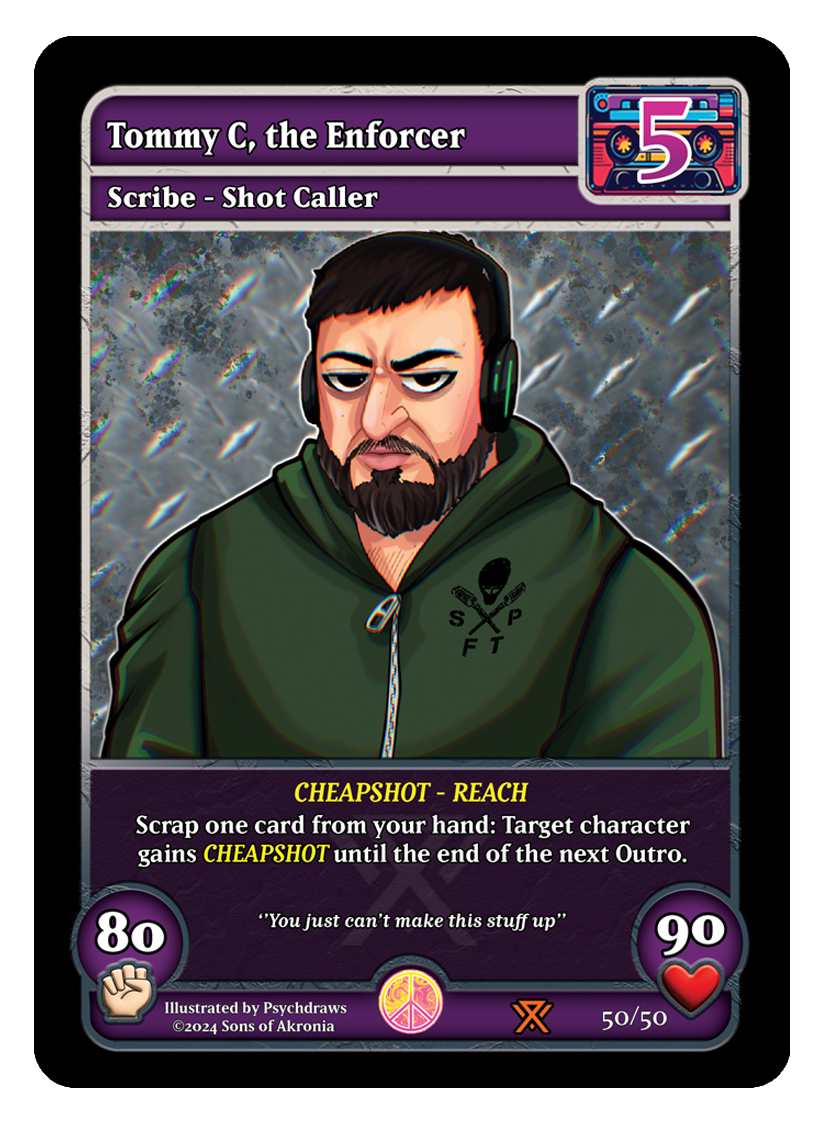 Tommy C, the Enforcer
5
Scribe - Shot Caller
S P
F T
CHEAPSHOT - REACH
Scrap one card from your hand: Target character
gains CHEAPSHOT until the end of the next Outro.
‘’You just can’t make this stuff up’’
80
90
Illustrated by Psychdraws
©2024 Sons of Akronia
50/50